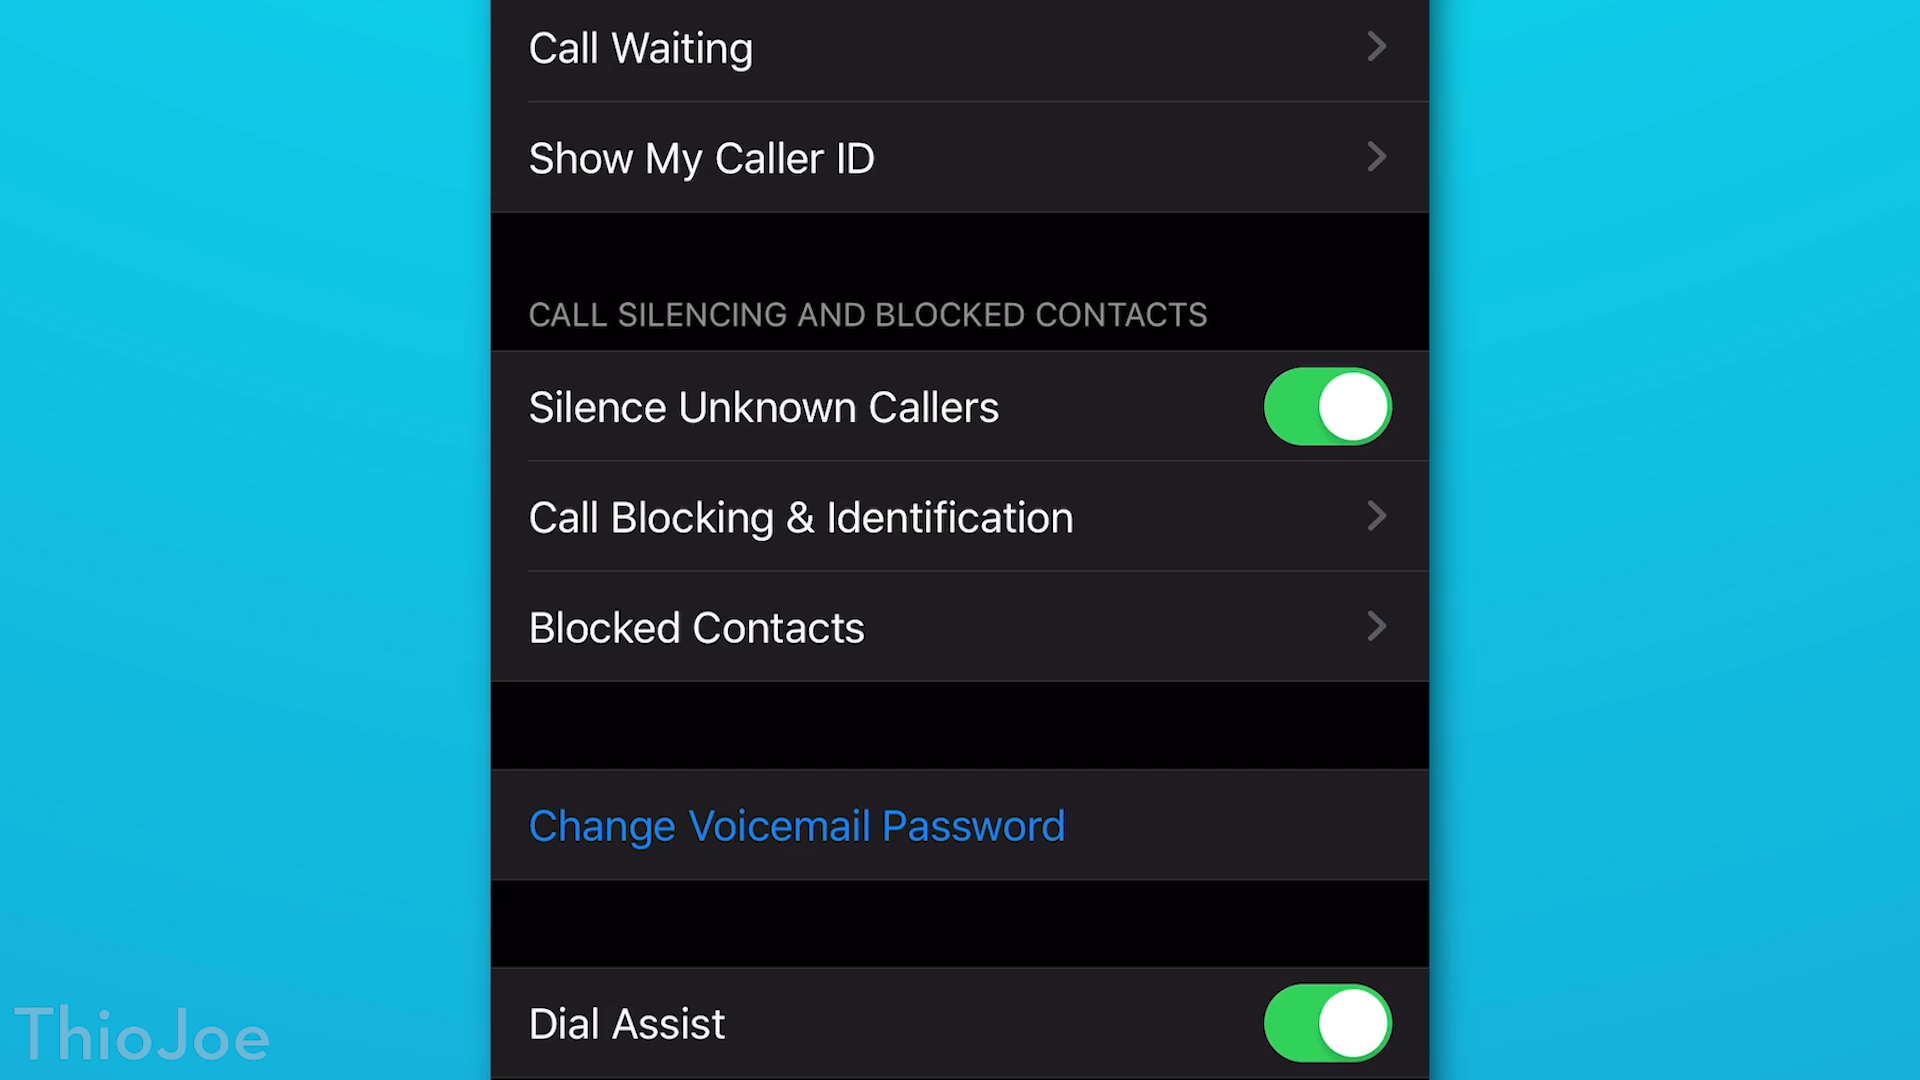 Call Waiting
Show My Caller ID
CALL SILENCING AND BLOCKED CONTACTS
Silence Unknown Callers
Call Blocking & Identification
Blocked Contacts
Change Voicemail Password
Dial Assist
ThioJoe